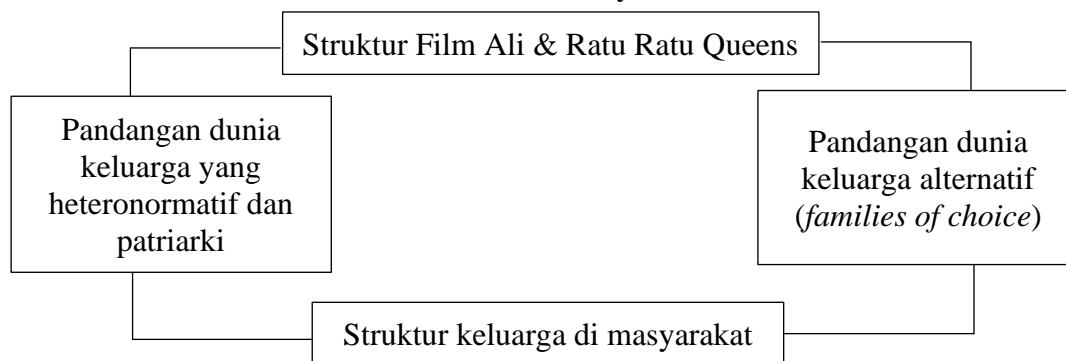 Struktur Film Ali & Ratu Ratu Queens
Pandangan dunia
keluarga yang
heteronormatif dan
patriarki
Pandangan dunia
keluarga alternatif
(families of choice)
Struktur keluarga di masyarakat